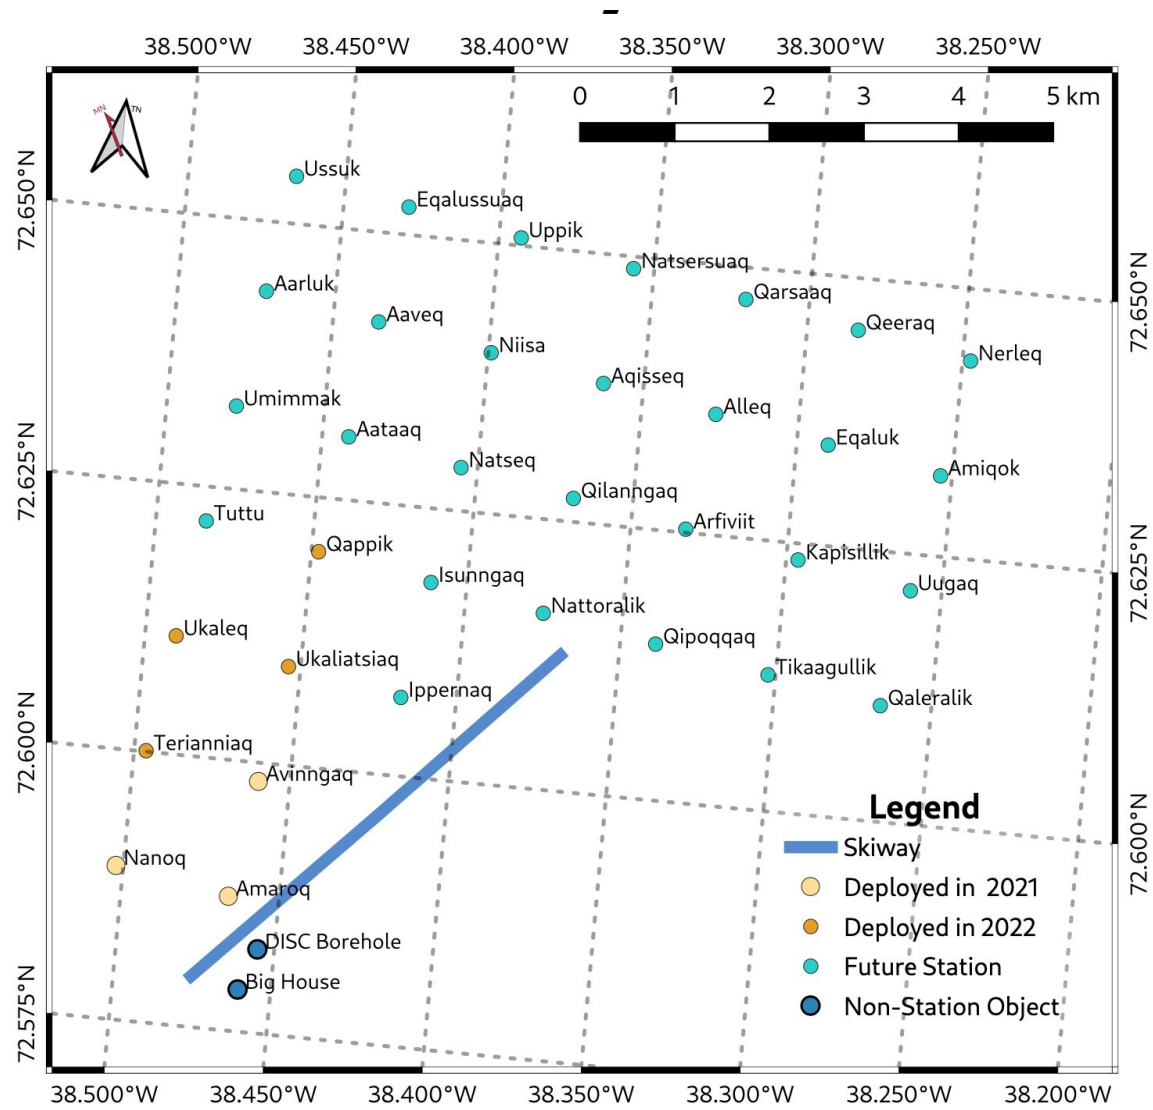 38.500°W 38.450°W 38.400°W 38.350°W 38.300°W 38.250°W
0 1 2 3 4 5 km
MN TN
Ussuk
72.650°N
Eqalussuaq
Uppik
Natsersuaq
72.650°N
Aarluk
Qarsaaq
Aaveq
Qeeraq
Niisa
Nerleq
Aqisseq
Umimmak
Alleq
Aataaq
Eqaluk
Natseq
Amiqok
72.625°N
Qilanngaq
Tuttu
Arfiviit
Qappik
Kapisillik
72.625°N
Isunngaq
Uugaq
Nattoralik
Ukaleq
Qipoqqaq
Ukaliatsiaq
Tikaagullik
Ippernaq
Qaleralik
72.600°N
Terianniaq
Avinngaq
Legend
Skiway
72.600°N
Nanoq
Deployed in 2021
Amaroq
Deployed in 2022
DISC Borehole
Future Station
Big House
Non-Station Object
72.575°N
38.500°W 38.450°W 38.400°W 38.350°W 38.300°W 38.250°W 38.200°W